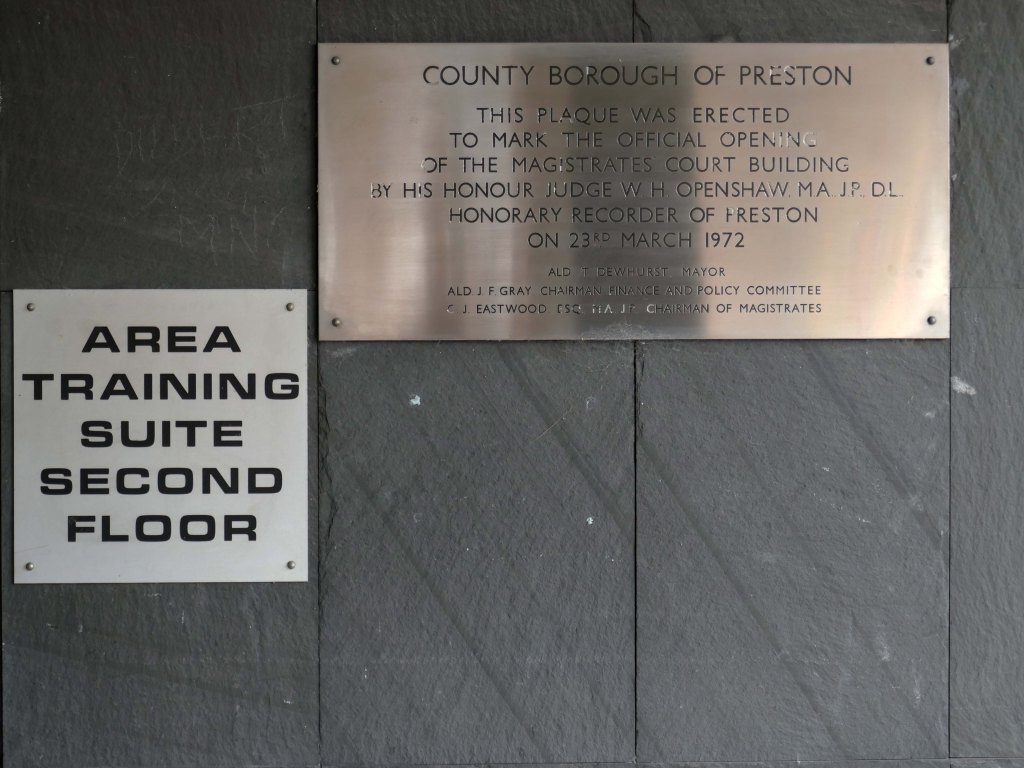 COUNTY BOROUGH OF PRESTON
THIS PLAQUE WAS ERECTED
TO MARK THE OFFICIAL OPENING
OF THE MAGISTRATES COURT BUILDING
BY HIS HONOUR JUDGE W. H. OPENSHAW, M.A. J.P. D.L.
HONORARY RECORDER OF PRESTON
ON 23RD MARCH 1972
ALD T. DEWHURST MAYOR
ALD J. F. GRAY CHAIRMAN FINANCE AND POLICY COMMITTEE
C. J. EASTWOOD ESQ. M.A. J.P. CHAIRMAN OF MAGISTRATES
AREA
TRAINING
SUITE
SECOND
FLOOR